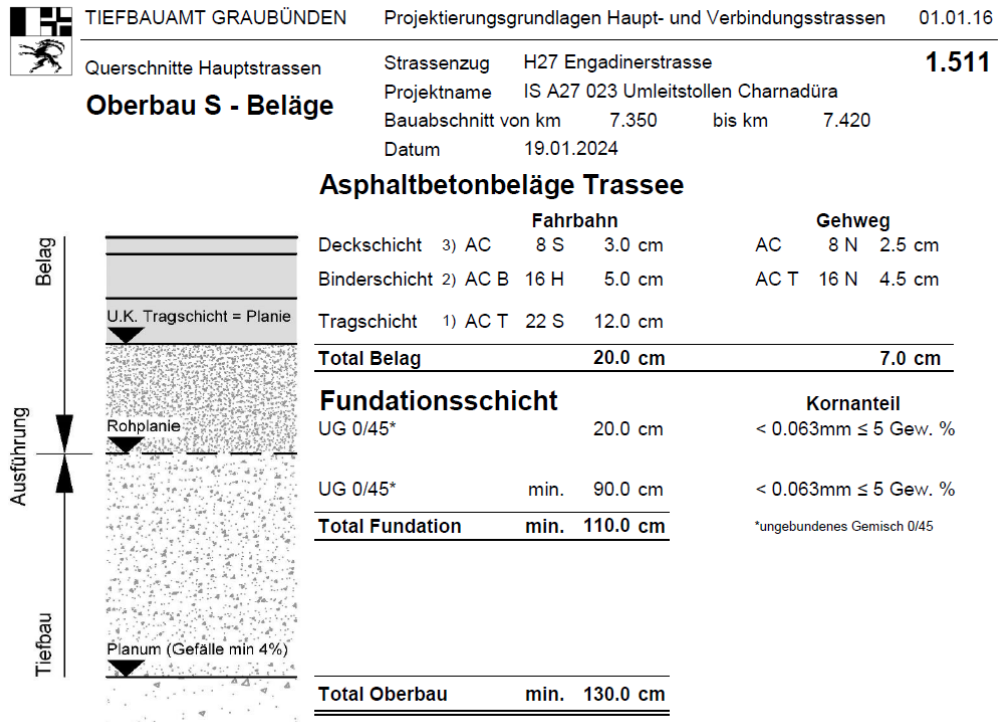 TIEFBAUAMT GRAUBÜNDEN Projektierungsgrundlagen Haupt- und Verbindungsstrassen 01.01.16
Querschnitte Hauptstrassen
Oberbau S - Beläge
Strassenzug H27 Engadinerstrasse 1.511
Projektname IS A27 023 Umleitstollen Charnadüra
Bauabschnitt von km 7.350 bis km 7.420
Datum 19.01.2024
Asphaltbetonbeläge Trassee
Fahrbahn Gehweg
Deckschicht 3) AC 8 S 3.0 cm AC 8 N 2.5 cm
Binderschicht 2) AC B 16 H 5.0 cm AC T 16 N 4.5 cm
Tragschicht 1) AC T 22 S 12.0 cm
Total Belag 20.0 cm 7.0 cm
Fundationsschicht Kornanteil
UG 0/45* 20.0 cm < 0.063mm ≤ 5 Gew. %
UG 0/45* min. 90.0 cm < 0.063mm ≤ 5 Gew. %
Total Fundation min. 110.0 cm *ungebundenes Gemisch 0/45
Total Oberbau min. 130.0 cm
Belag
Ausführung
Tiefbau
U.K. Tragschicht = Planie
Rohplanie
Planum (Gefälle min 4%)